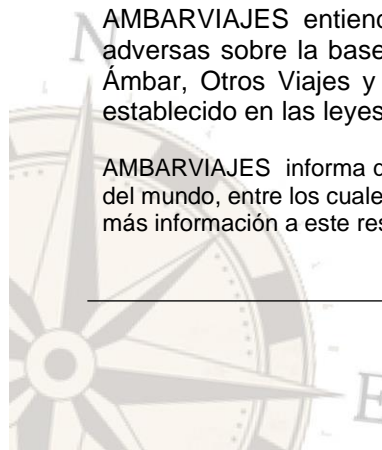 AMBARVIAJES entiend
adversas sobre la base
Ámbar, Otros Viajes y
establecido en las leyes
AMBARVIAJES informa
del mundo, entre los cuale
más información a este res
N
E